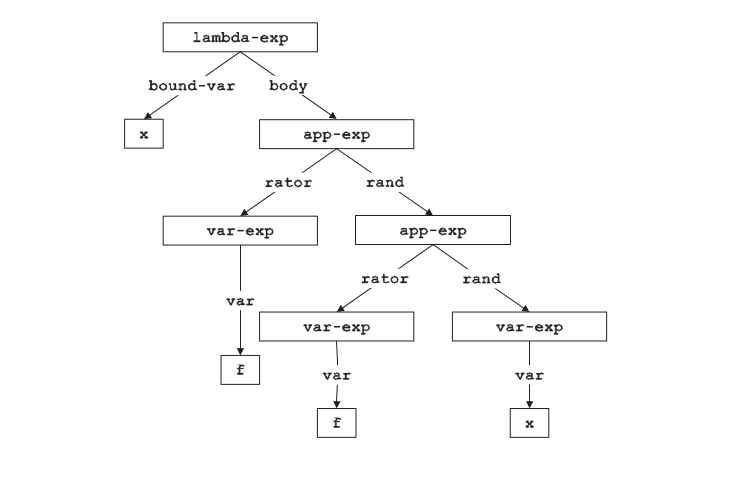 lambda-exp
bound-var body
x app-exp
rator rand
var-exp app-exp
rator rand
var
var-exp var-exp
f var var
f x